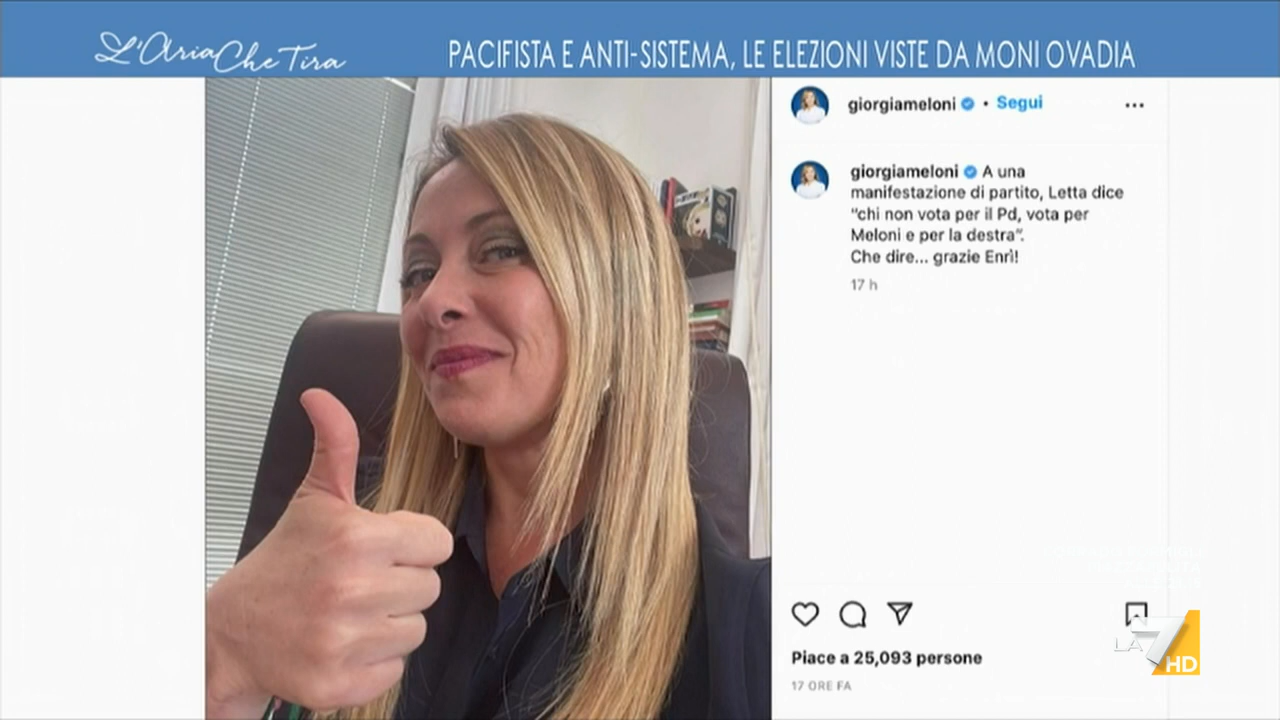 L'Aria Che Tira
PACIFISTA E ANTI-SISTEMA, LE ELEZIONI VISTE DA MONI OVADIA
giorgiameloni • Segui
giorgiameloni A una
manifestazione di partito, Letta dice
“chi non vota per il Pd, vota per
Meloni e per la destra”.
Che dire... grazie Enrì!
17 h
Piace a 25,093 persone
17 ORE FA
LA 7 HD